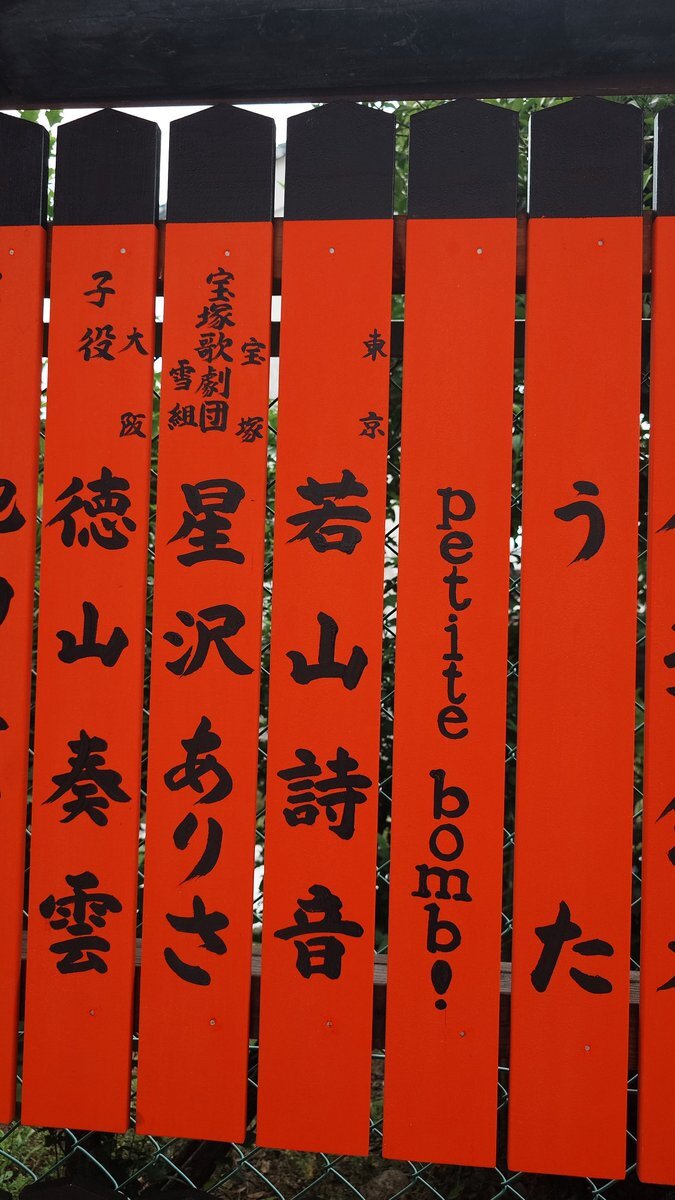 うた
petite bomb!
東京
若山詩音
宝塚
宝塚歌劇団
雪組
星沢ありさ
大阪
子役
徳山奏雲